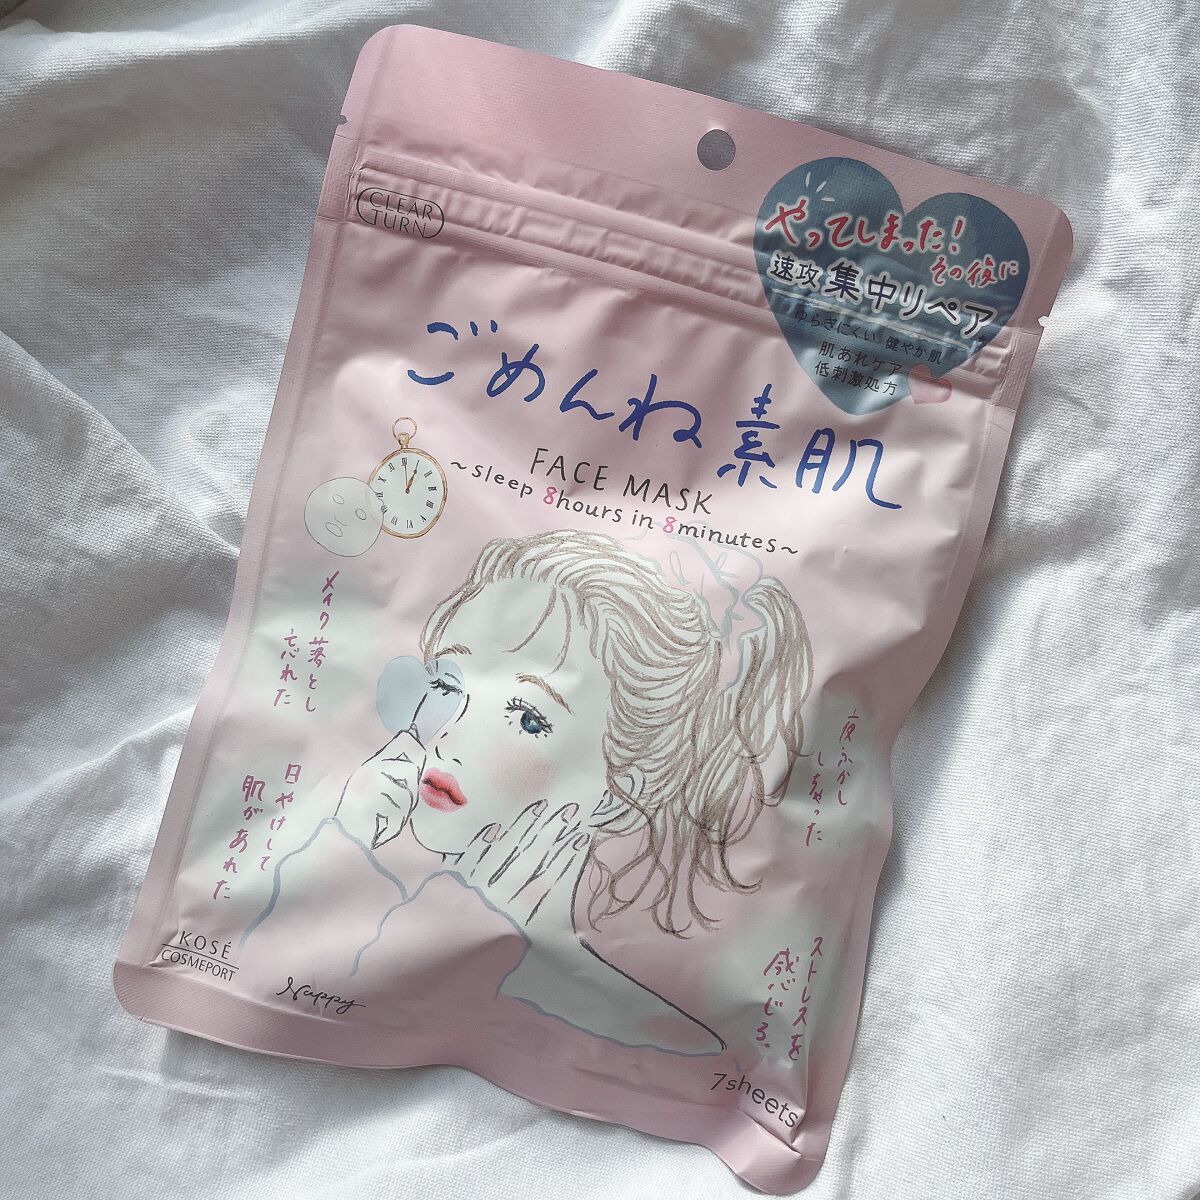 CLEAR
TURN
やってしまった!
その後に
速攻集中リペア
ゆらぎにくい 健やか肌
肌あれケア
低刺激処方
ごめんね素肌
FACE MASK
~sleep 8hours in 8minutes~
メイク落とし
忘れた
日やけして
肌があれた
夜ふかし
しちゃった
ストレスを
感じる
KOSÉ
COSMEPORT
Nappy
7sheets